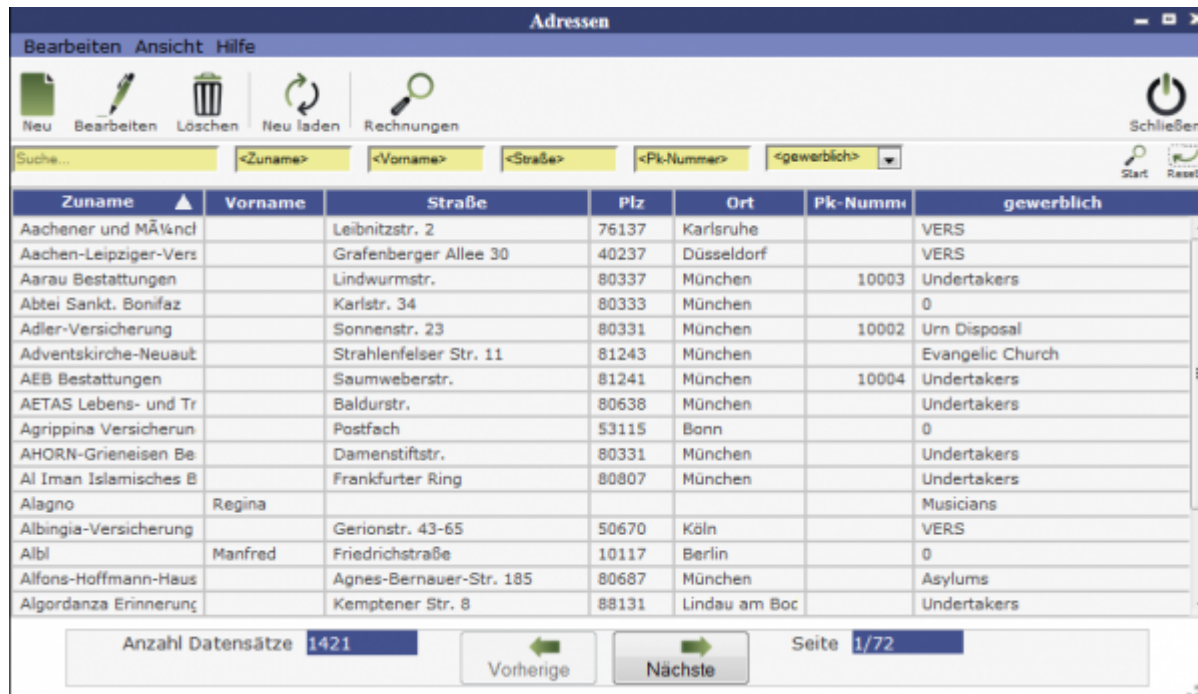 Adressen
Bearbeiten Ansicht Hilfe
Neu Bearbeiten Löschen Neu laden Rechnungen Schließen
Suche... <Zuname> <Vorname> <Straße> <Pk-Nummer> <gewerblich> Start Reset
Zuname Vorname Straße Plz Ort Pk-Numme gewerblich
Aachener und MÃ¼nch Leibnitzstr. 2 76137 Karlsruhe VERS
Aachen-Leipziger-Vers Grafenberger Allee 30 40237 Düsseldorf VERS
Aarau Bestattungen Lindwurmstr. 80337 München 10003 Undertakers
Abtei Sankt. Bonifaz Karlstr. 34 80333 München 0
Adler-Versicherung Sonnenstr. 23 80331 München 10002 Urn Disposal
Adventskirche-Neuaub Strahlenfelser Str. 11 81243 München Evangelic Church
AEB Bestattungen Saumweberstr. 81241 München 10004 Undertakers
AETAS Lebens- und Tr Baldurstr. 80638 München Undertakers
Agrippina Versicherun Postfach 53115 Bonn 0
AHORN-Grieneisen Be Damenstiftstr. 80331 München Undertakers
Al Iman Islamisches B Frankfurter Ring 80807 München Undertakers
Alagno Regina Musicians
Albingia-Versicherung Gerionstr. 43-65 50670 Köln VERS
Albl Manfred Friedrichstraße 10117 Berlin 0
Alfons-Hoffmann-Haus Agnes-Bernauer-Str. 185 80687 München Asylums
Algordanza Erinnerung Kemptener Str. 8 88131 Lindau am Boc Undertakers
Anzahl Datensätze 1421 Vorherige Nächste Seite 1/72